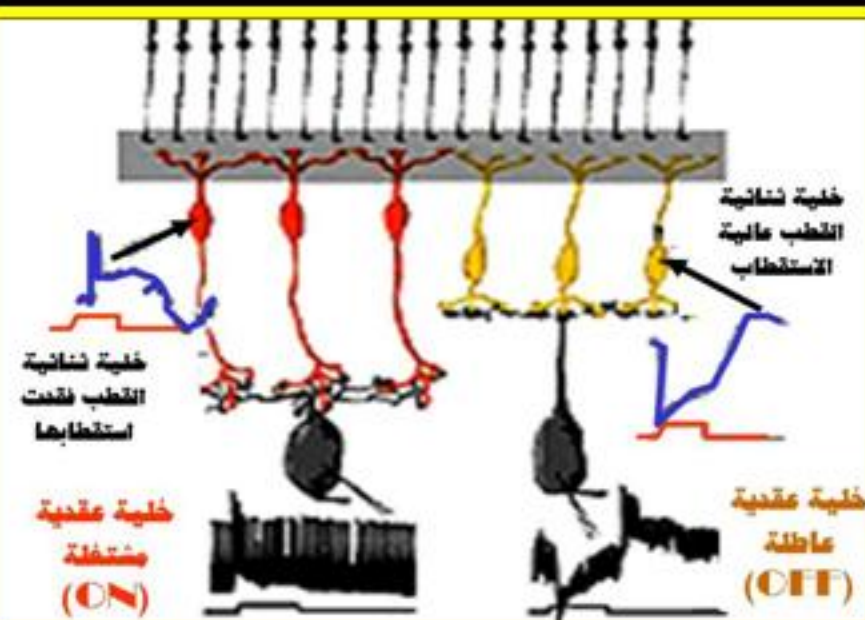 خلية ثنائية
القطب عالية
الاستقطاب
خلية ثنائية
القطب فقدت
استقطابها
خلية عقدية
عاطلة
(OFF)
خلية عقدية
مشتغلة
(ON)